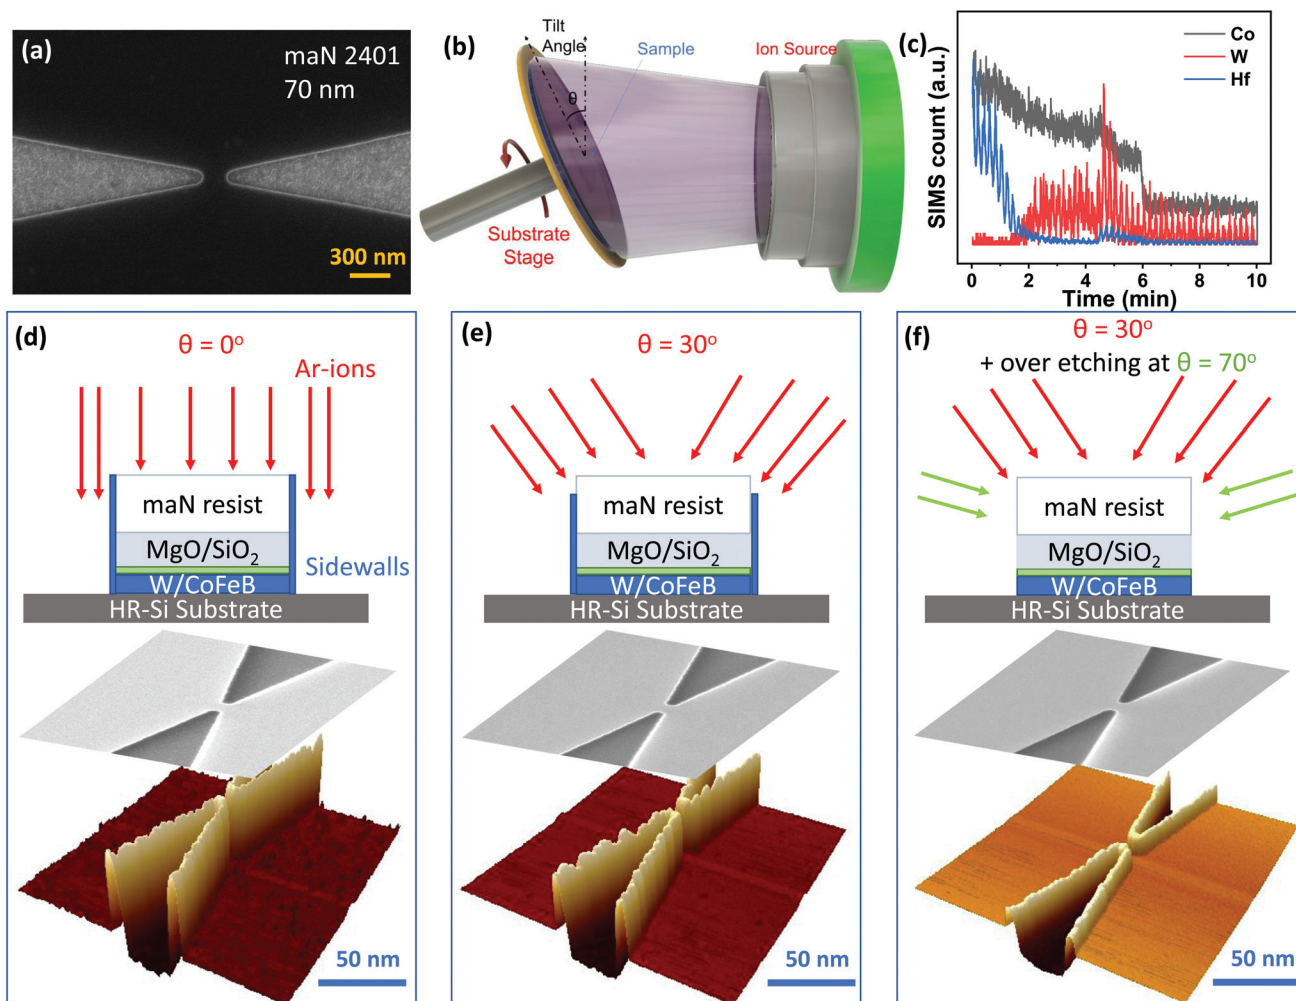 (a)
maN 2401
70 nm
300 nm
(b)
Tilt
Angle
θ
Sample
Ion Source
Substrate
Stage
(c)
SIMS count (a.u.)
Co
W
Hf
0 2 4 6 8 10
Time (min)
(d)
θ = 0°
Ar-ions
maN resist
MgO/SiO₂
Sidewalls
W/CoFeB
HR-Si Substrate
50 nm
(e)
θ = 30°
maN resist
MgO/SiO₂
W/CoFeB
HR-Si Substrate
50 nm
(f)
θ = 30°
+ over etching at θ = 70°
maN resist
MgO/SiO₂
W/CoFeB
HR-Si Substrate
50 nm